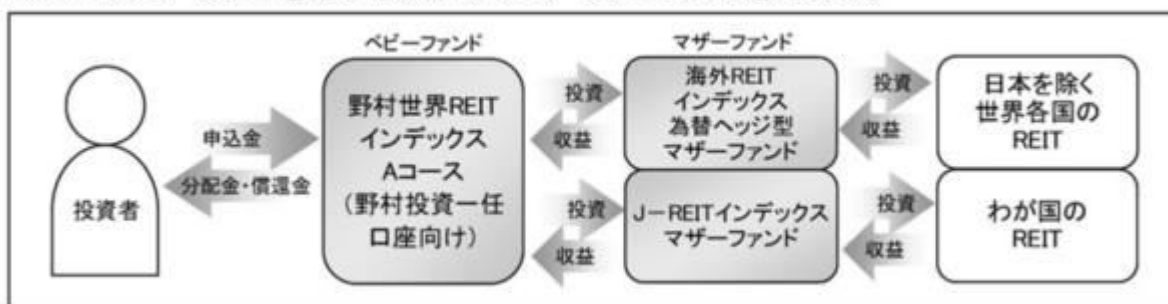 ベビーファンド
マザーファンド
投資者
申込金
分配金・償還金
野村世界REIT
インデックス
Aコース
(野村投資一任
口座向け)
投資
収益
投資
収益
海外REIT
インデックス
為替ヘッジ型
マザーファンド
J－REITインデックス
マザーファンド
投資
収益
投資
収益
日本を除く
世界各国の
REIT
わが国の
REIT